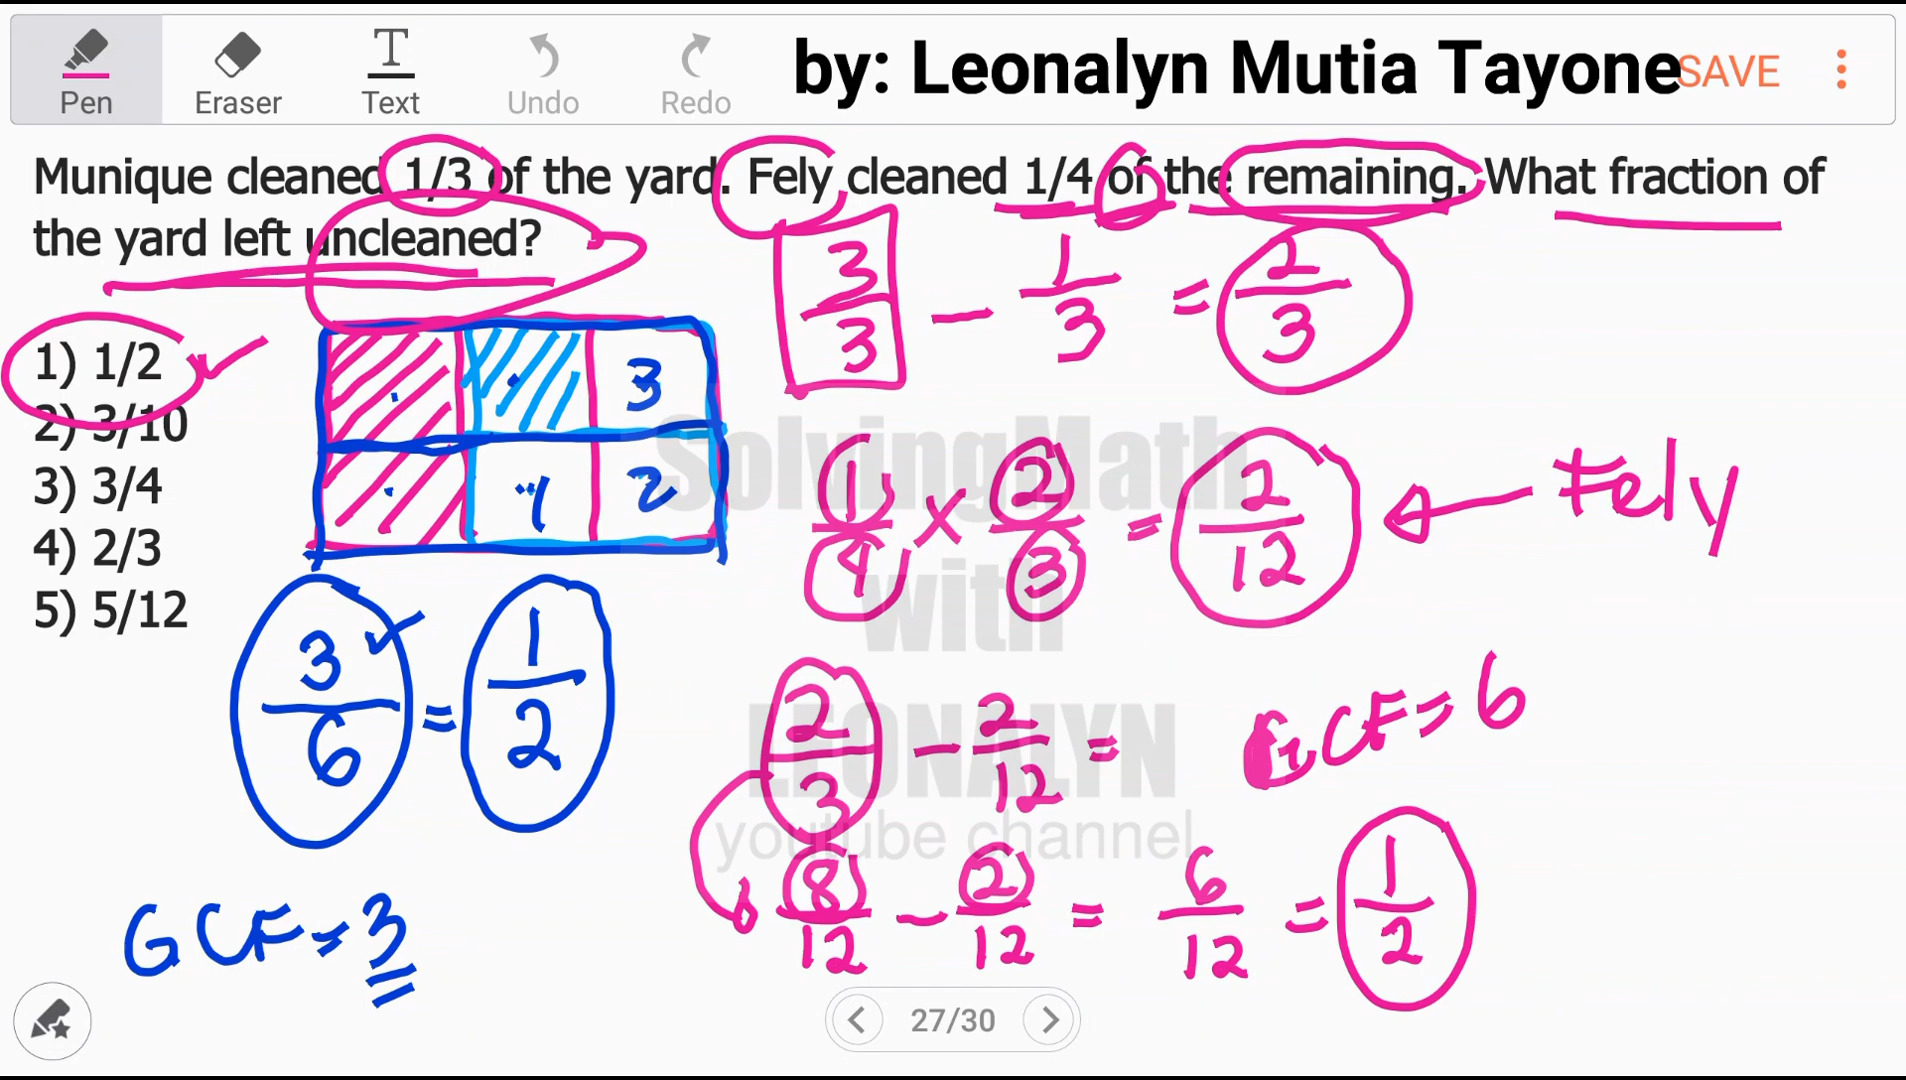 Pen
Eraser
Text
Undo
Redo
by: Leonalyn Mutia Tayone
SAVE
Munique cleaned 1/3 of the yard. Fely cleaned 1/4 of the remaining. What fraction of
the yard left uncleaned?
1) 1/2
2) 3/10
3) 3/4
4) 2/3
5) 5/12
3
1
2
3/6 = 1/2
GCF = 3
3/3 - 1/3 = 2/3
1/4 x 2/3 = 2/12
Fely
2/3 - 2/12 =
GCF = 6
8/12 - 2/12 = 6/12 = 1/2
SolvingMath
with
LEONALYN
youtube channel
27/30